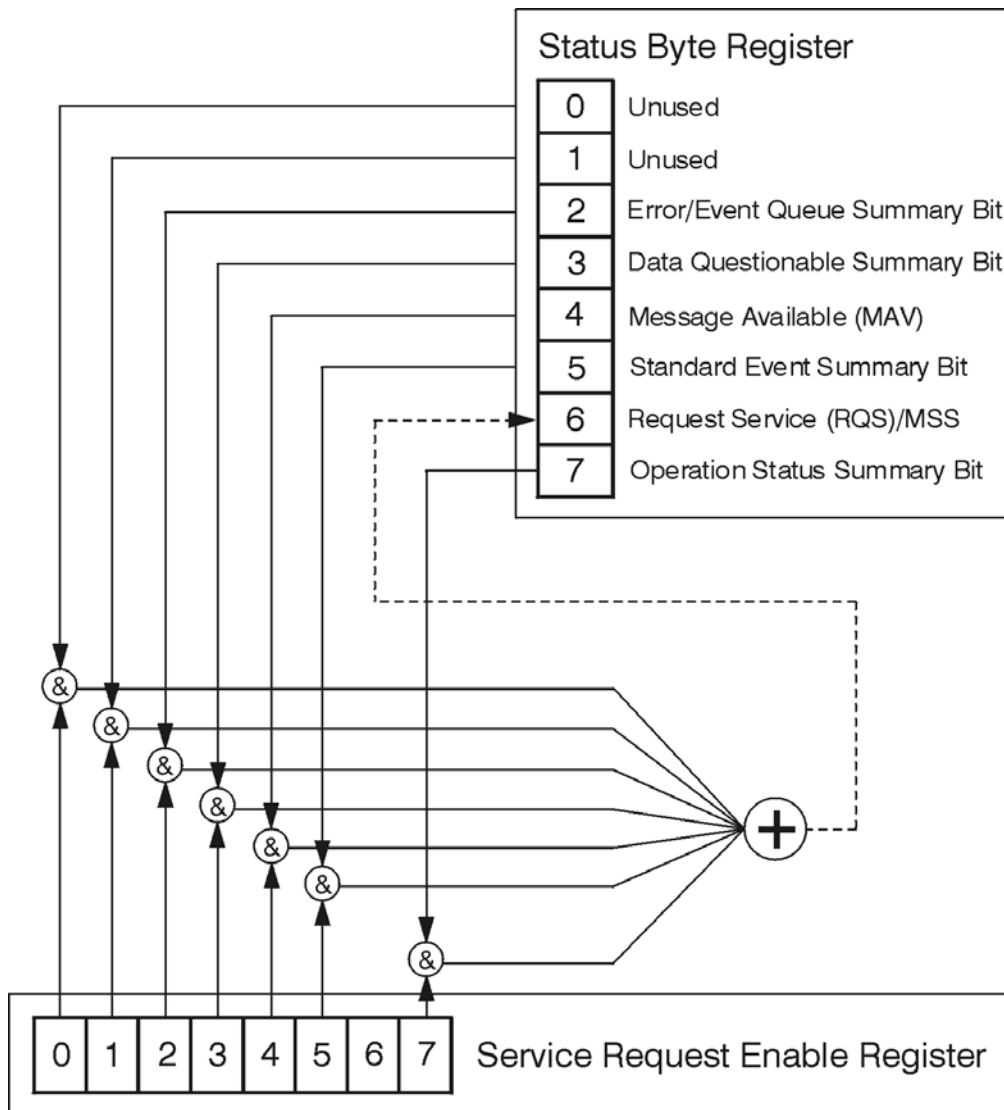 Status Byte Register
0 Unused
1 Unused
2 Error/Event Queue Summary Bit
3 Data Questionable Summary Bit
4 Message Available (MAV)
5 Standard Event Summary Bit
6 Request Service (RQS)/MSS
7 Operation Status Summary Bit
&
&
&
&
&
&
&
+
0 1 2 3 4 5 6 7 Service Request Enable Register